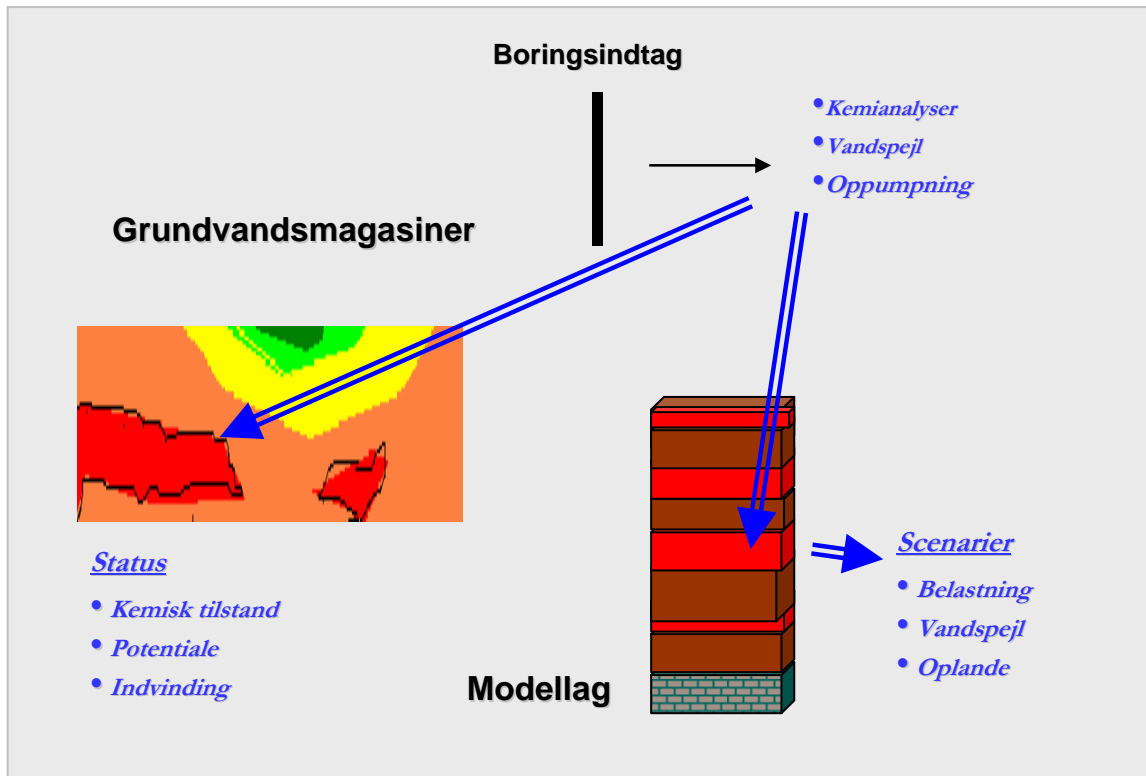 Boringsindtag
•Kemianalyser
•Vandspejl
•Oppumpning
Grundvandsmagasiner
Status
• Kemisk tilstand
• Potentiale
• Indvinding
Modellag
Scenarier
• Belastning
• Vandspejl
• Oplande